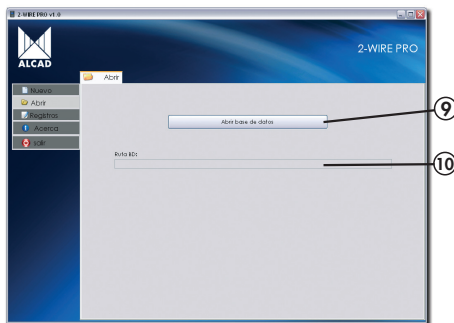 2-WIRE PRO v1.0
ALCAD
2-WIRE PRO
Abrir
Nuevo
Abrir
Registros
Acerca
salir
Abrir base de datos
9
Ruta BD:
10